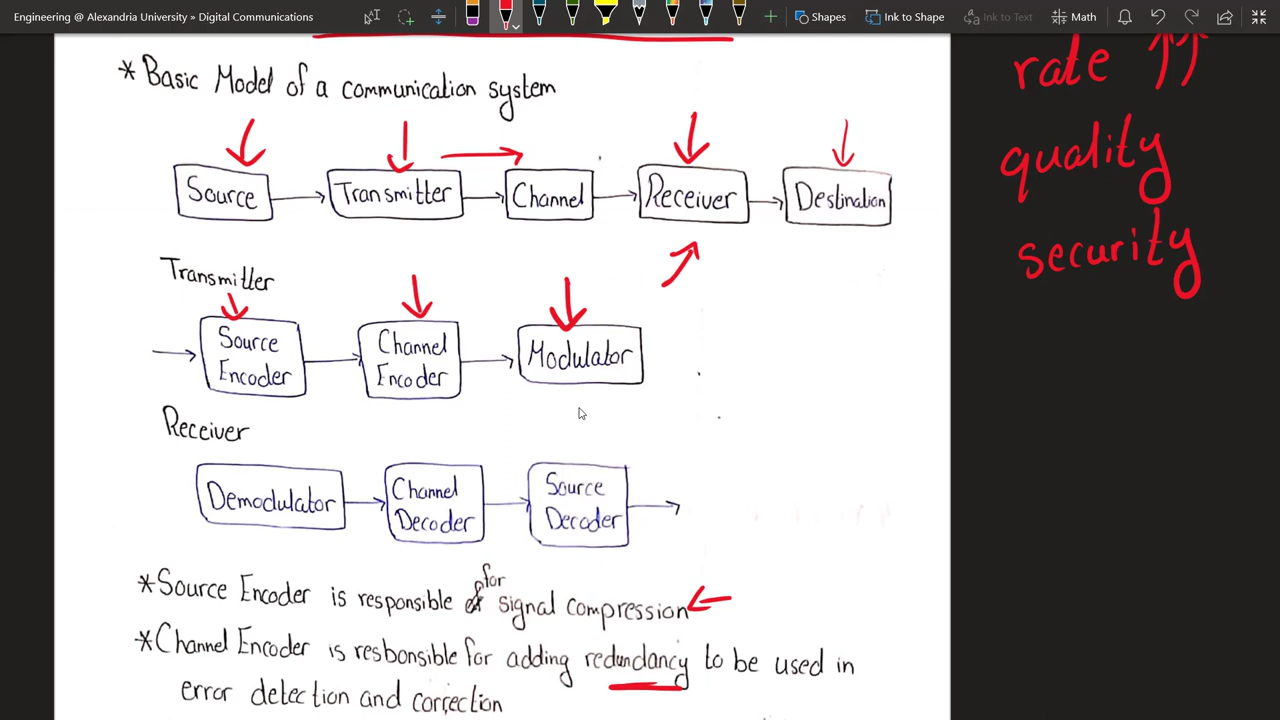 Engineering @ Alexandria University » Digital Communications
Shapes
Ink to Shape
Ink to Text
Math
rate ↑↑
quality
security
* Basic Model of a communication system
Source
Transmitter
Channel
Receiver
Destination
Transmitter
Source
Encoder
Channel
Encoder
Modulator
Receiver
Demodulator
Channel
Decoder
Source
Decoder
* Source Encoder is responsible for signal compression
* Channel Encoder is resbonsible for adding redundancy to be used in
error detection and correction